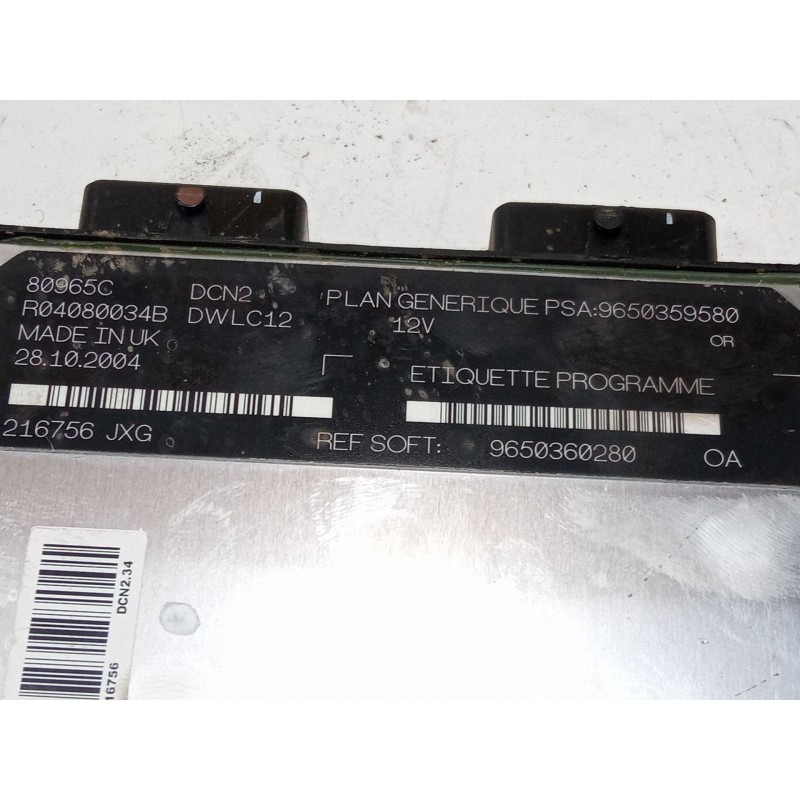 80965C DCN2 PLAN GENERIQUE PSA:9650359580
R04080034B DWLC12 12V OR
MADE IN UK
28.10.2004 ETIQUETTE PROGRAMME
216756 JXG REF SOFT: 9650360280 OA
DCN2.34
16756